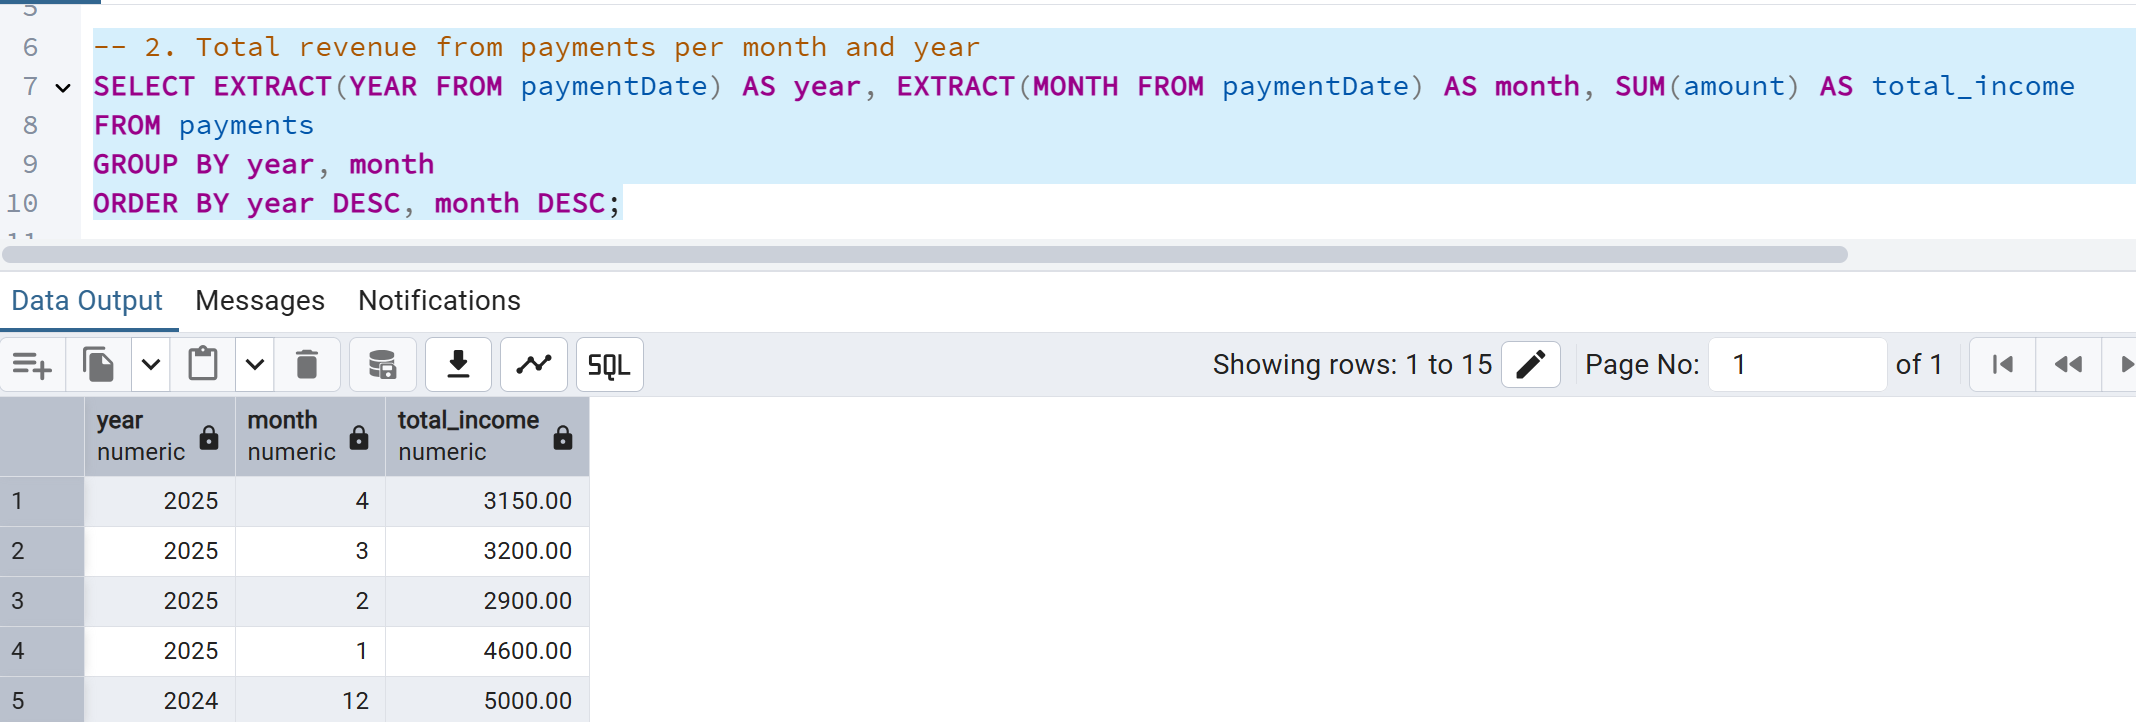 5
6 -- 2. Total revenue from payments per month and year
7 SELECT EXTRACT(YEAR FROM paymentDate) AS year, EXTRACT(MONTH FROM paymentDate) AS month, SUM(amount) AS total_income
8 FROM payments
9 GROUP BY year, month
10 ORDER BY year DESC, month DESC;
11
Data Output Messages Notifications
SQL Showing rows: 1 to 15 Page No: 1 of 1
year month total_income
numeric numeric numeric
1 2025 4 3150.00
2 2025 3 3200.00
3 2025 2 2900.00
4 2025 1 4600.00
5 2024 12 5000.00